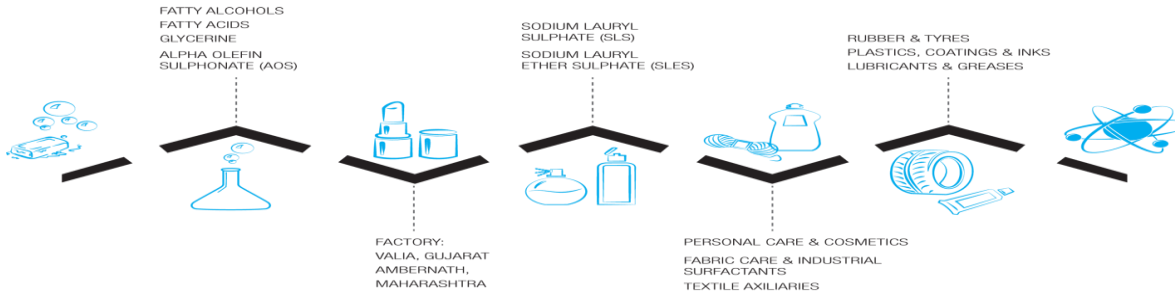 FATTY ALCOHOLS
FATTY ACIDS
GLYCERINE
ALPHA OLEFIN
SULPHONATE (AOS)
FACTORY:
VALIA, GUJARAT
AMBERNATH,
MAHARASHTRA
SODIUM LAURYL
SULPHATE (SLS)
SODIUM LAURYL
ETHER SULPHATE (SLES)
PERSONAL CARE & COSMETICS
FABRIC CARE & INDUSTRIAL
SURFACTANTS
TEXTILE AXILIARIES
RUBBER & TYRES
PLASTICS, COATINGS & INKS
LUBRICANTS & GREASES